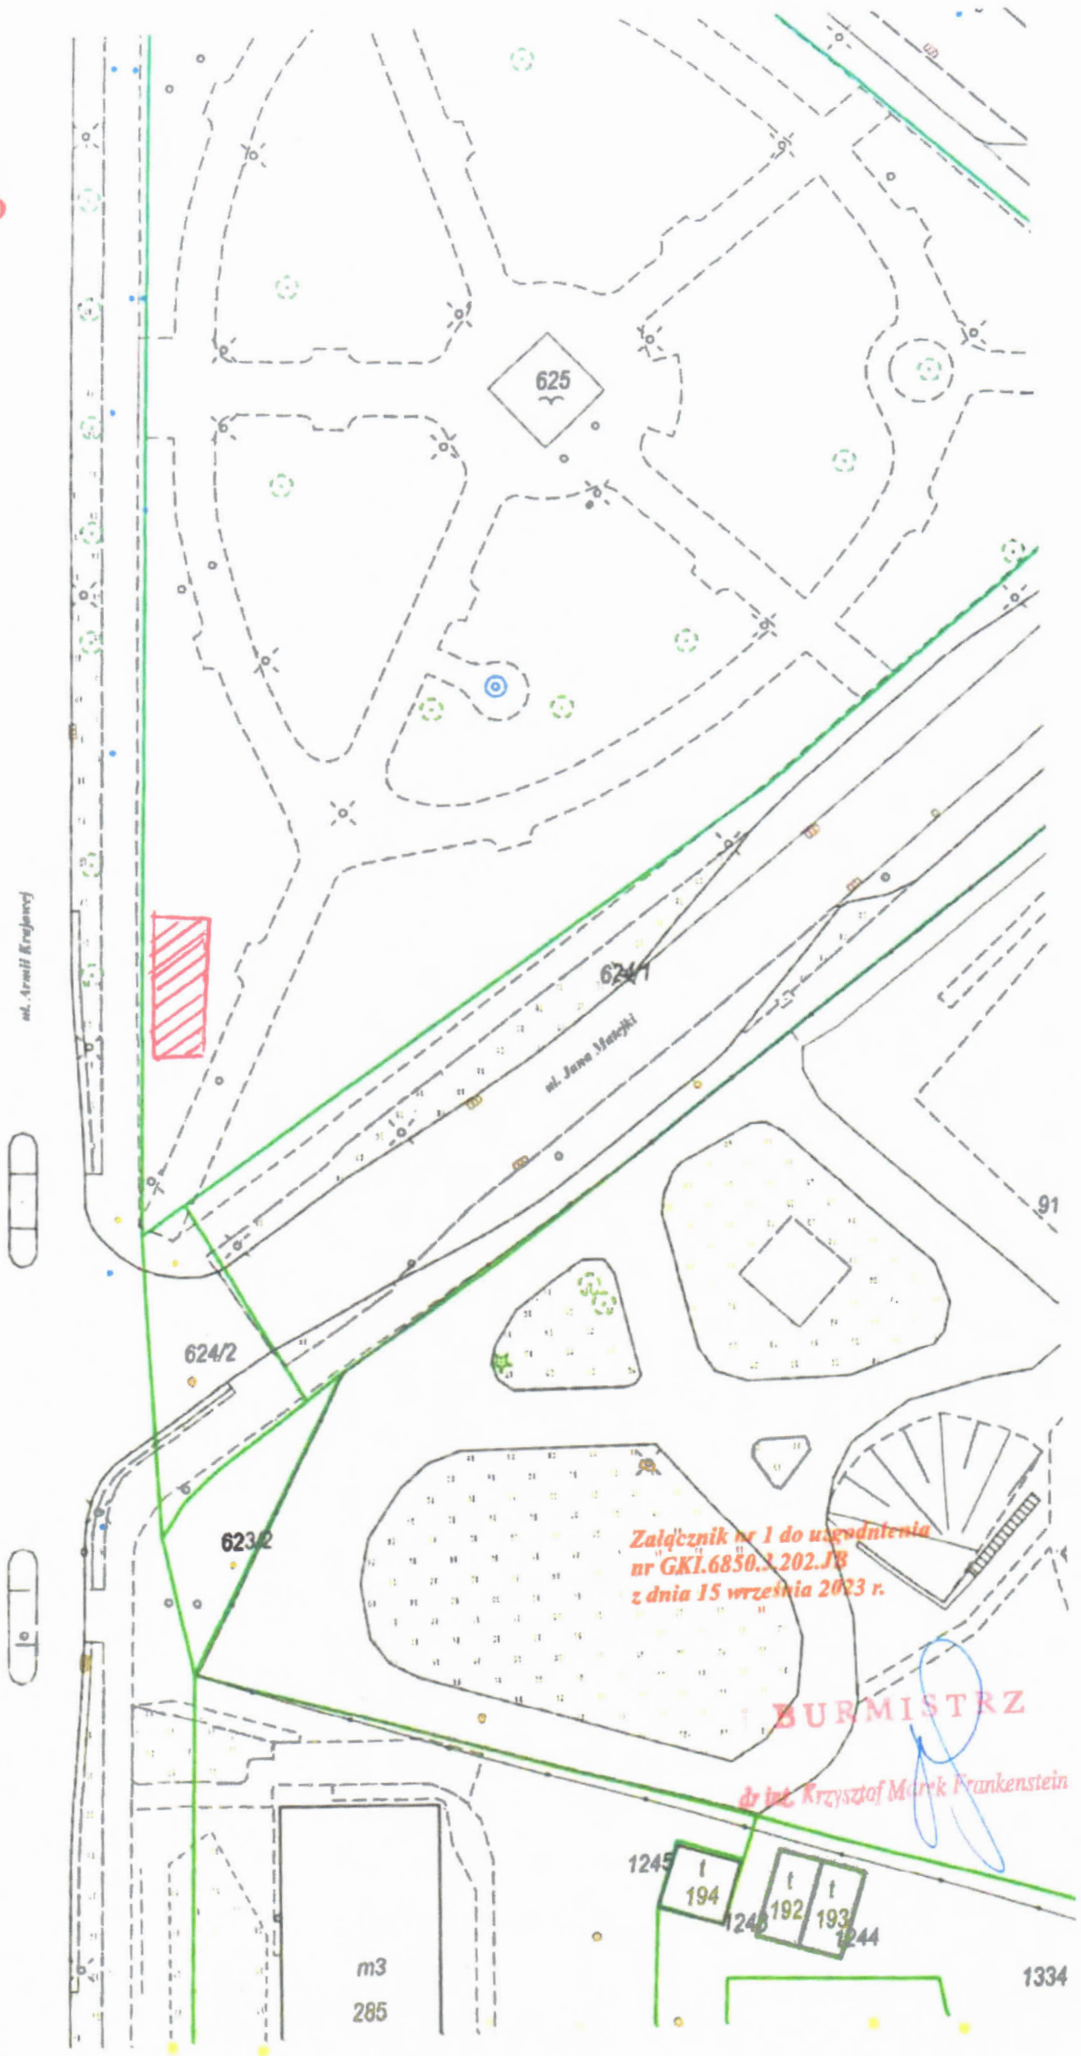 625
ul. Armii Krajowej
624/1
ul. Jana Matejki
91
624/2
623/2
Załącznik nr 1 do uzgodnienia
nr GKI.6850.3.202.JB
z dnia 15 września 2023 r.
BURMISTRZ
dr inż. Krzysztof Marek Frankenstein
1245
t
194
1243
t
192
t
193
1244
m3
285
1334